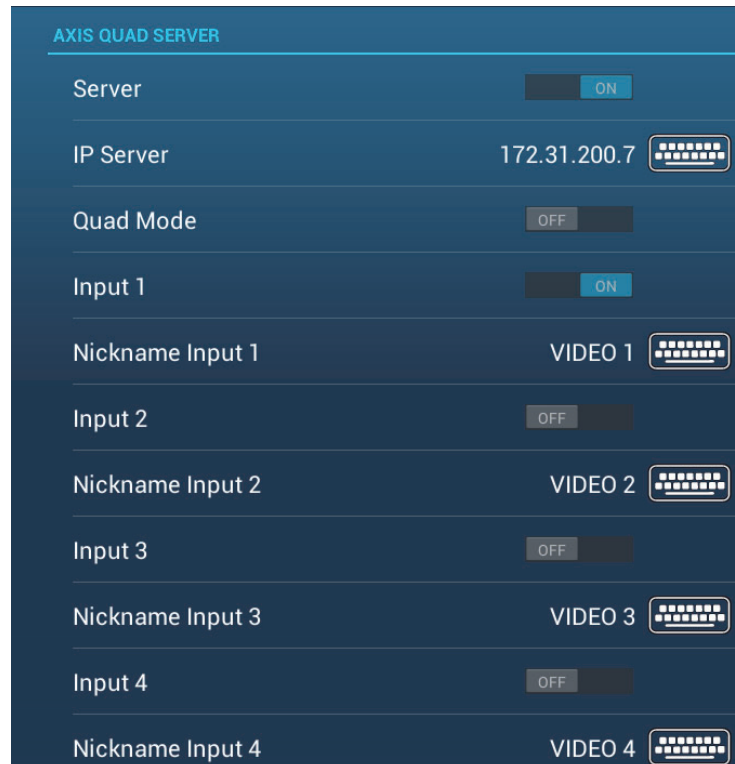 AXIS QUAD SERVER
Server ON
IP Server 172.31.200.7
Quad Mode OFF
Input 1 ON
Nickname Input 1 VIDEO 1
Input 2 OFF
Nickname Input 2 VIDEO 2
Input 3 OFF
Nickname Input 3 VIDEO 3
Input 4 OFF
Nickname Input 4 VIDEO 4